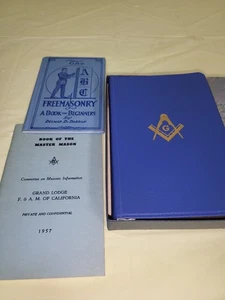 A B C
OF
FREEMASONRY
A BOOK for BEGINNERS
By
BOOK OF THE
MASTER MASON
Committee on Masonic Information
GRAND LODGE
F. & A. M. OF CALIFORNIA
PRIVATE AND CONFIDENTIAL
1957
G